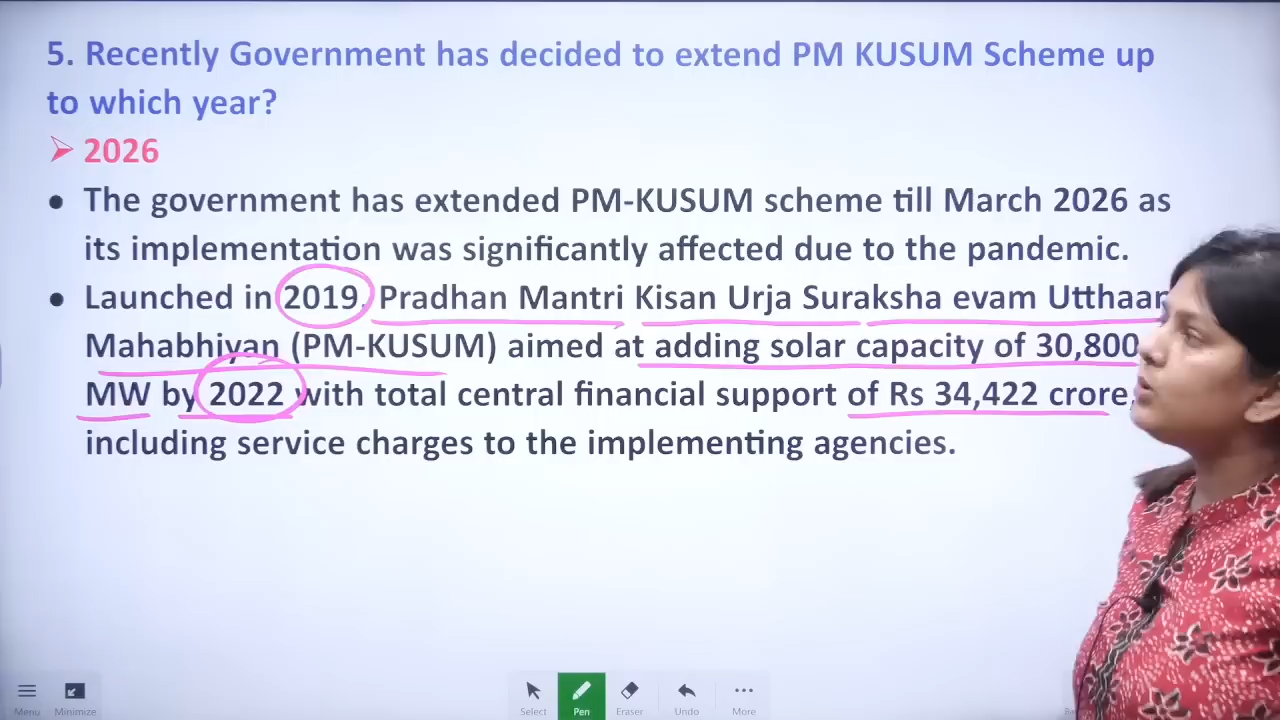 5. Recently Government has decided to extend PM KUSUM Scheme up
to which year?
➢ 2026
• The government has extended PM-KUSUM scheme till March 2026 as
its implementation was significantly affected due to the pandemic.
• Launched in 2019, Pradhan Mantri Kisan Urja Suraksha evam Utthaan
Mahabhiyan (PM-KUSUM) aimed at adding solar capacity of 30,800
MW by 2022 with total central financial support of Rs 34,422 crore,
including service charges to the implementing agencies.
Menu Minimize Select Pen Eraser Undo More